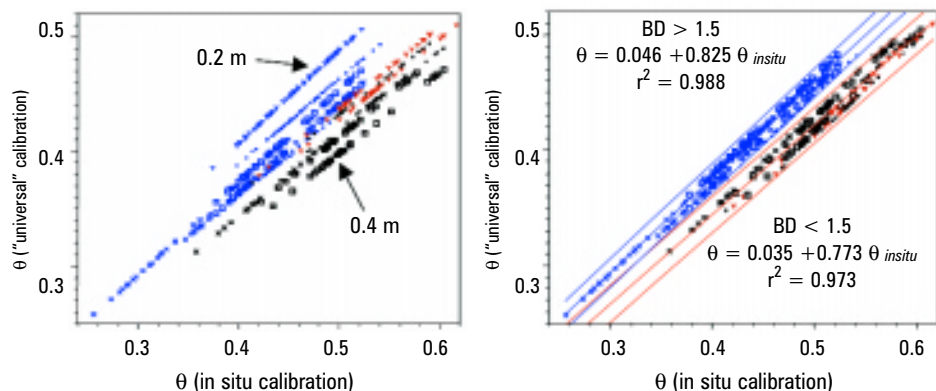 0.5
0.4
0.3
θ ("universal" calibration)
0.2 m
0.4 m
0.3
0.4
0.5
0.6
θ (in situ calibration)
0.5
0.4
0.3
θ ("universal" calibration)
BD > 1.5
θ = 0.046 +0.825 θ insitu
r² = 0.988
BD < 1.5
θ = 0.035 +0.773 θ insitu
r² = 0.973
0.3
0.4
0.5
0.6
θ (in situ calibration)